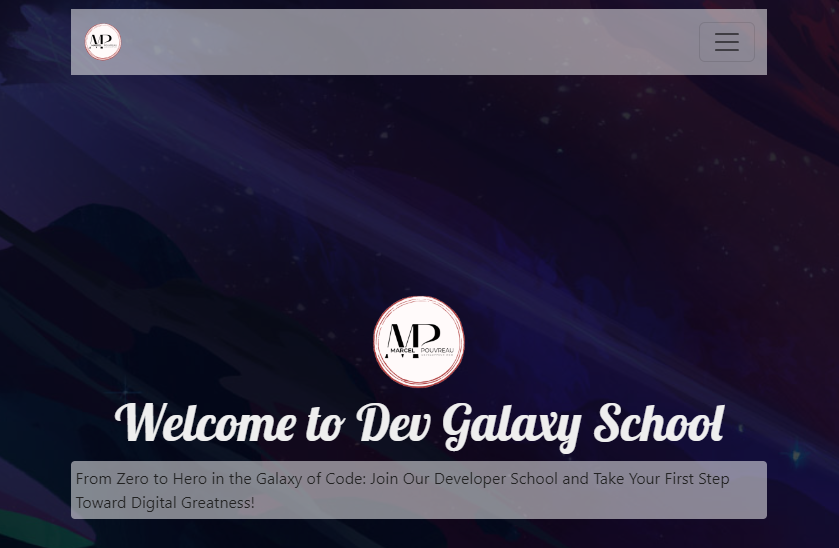 MP
MP
MARCEL POUVREAU
Welcome to Dev Galaxy School
From Zero to Hero in the Galaxy of Code: Join Our Developer School and Take Your First Step
Toward Digital Greatness!